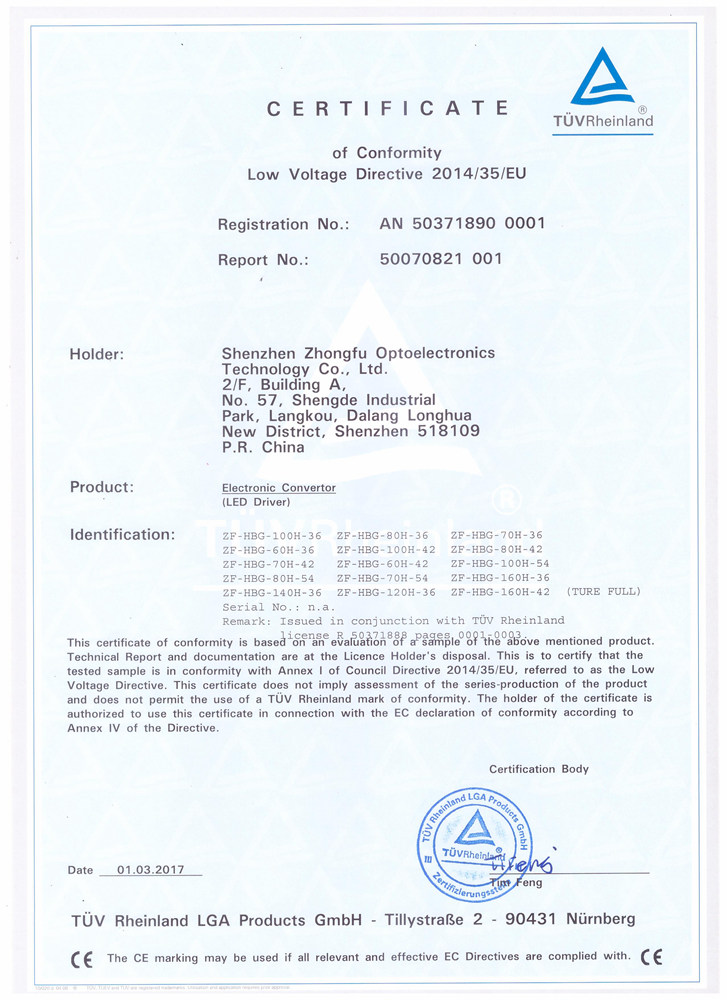 CERTIFICATE
TÜVRheinland®
of Conformity
Low Voltage Directive 2014/35/EU
Registration No.: AN 50371890 0001
Report No.: 50070821 001
Holder: Shenzhen Zhongfu Optoelectronics
Technology Co., Ltd.
2/F, Building A,
No. 57, Shengde Industrial
Park, Langkou, Dalang Longhua
New District, Shenzhen 518109
P.R. China
Product: Electronic Convertor
(LED Driver)
Identification: ZF-HBG-100H-36 ZF-HBG-80H-36 ZF-HBG-70H-36
ZF-HBG-60H-36 ZF-HBG-100H-42 ZF-HBG-80H-42
ZF-HBG-70H-42 ZF-HBG-60H-42 ZF-HBG-100H-54
ZF-HBG-80H-54 ZF-HBG-70H-54 ZF-HBG-160H-36
ZF-HBG-140H-36 ZF-HBG-120H-36 ZF-HBG-160H-42 (TURE FULL)
Serial No.: n.a.
Remark: Issued in conjunction with TÜV Rheinland
license R 50371888 pages 0001-0003.
This certificate of conformity is based on an evaluation of a sample of the above mentioned product.
Technical Report and documentation are at the Licence Holder's disposal. This is to certify that the
tested sample is in conformity with Annex I of Council Directive 2014/35/EU, referred to as the Low
Voltage Directive. This certificate does not imply assessment of the series-production of the product
and does not permit the use of a TÜV Rheinland mark of conformity. The holder of the certificate is
authorized to use this certificate in connection with the EC declaration of conformity according to
Annex IV of the Directive.
Certification Body
TÜV Rheinland LGA Products GmbH
TÜVRheinland®
Zertifizierungsstelle
Date 01.03.2017
Tim Feng
TÜV Rheinland LGA Products GmbH - Tillystraße 2 - 90431 Nürnberg
CE The CE marking may be used if all relevant and effective EC Directives are complied with. CE